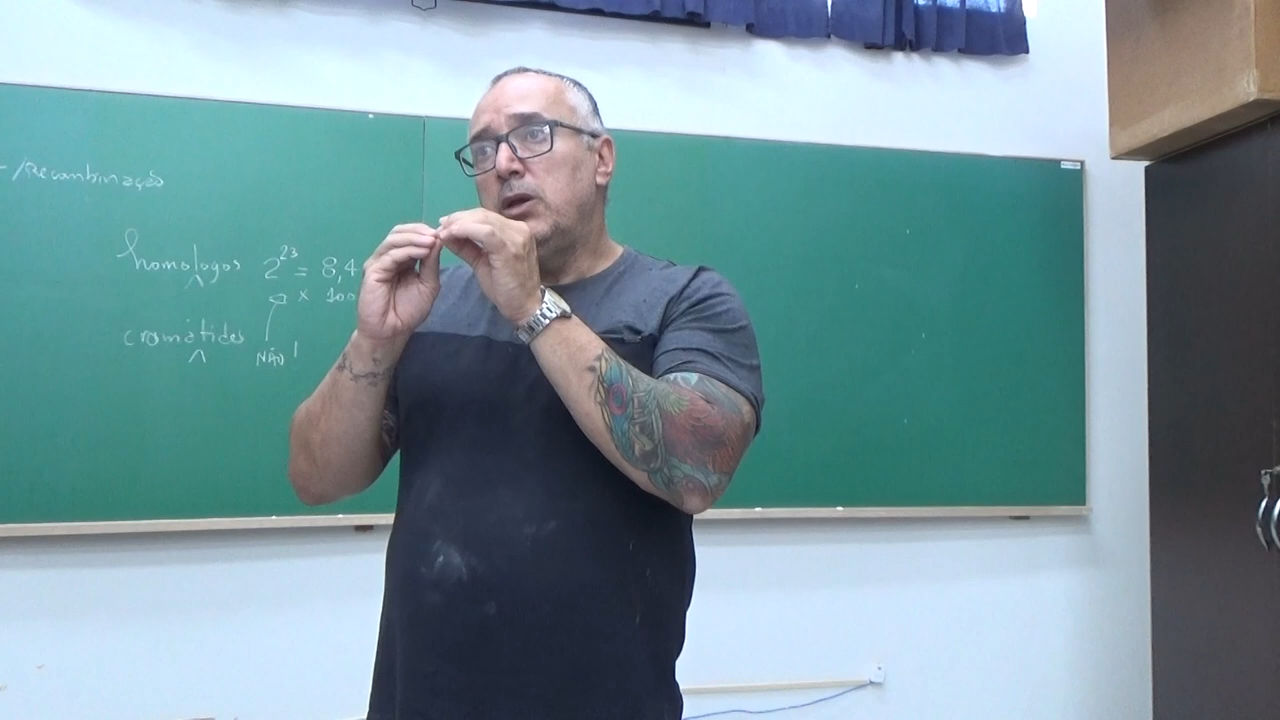 -/Recombinação
homologos 2²³ = 8,4
x 100
cromátides
NÃO!